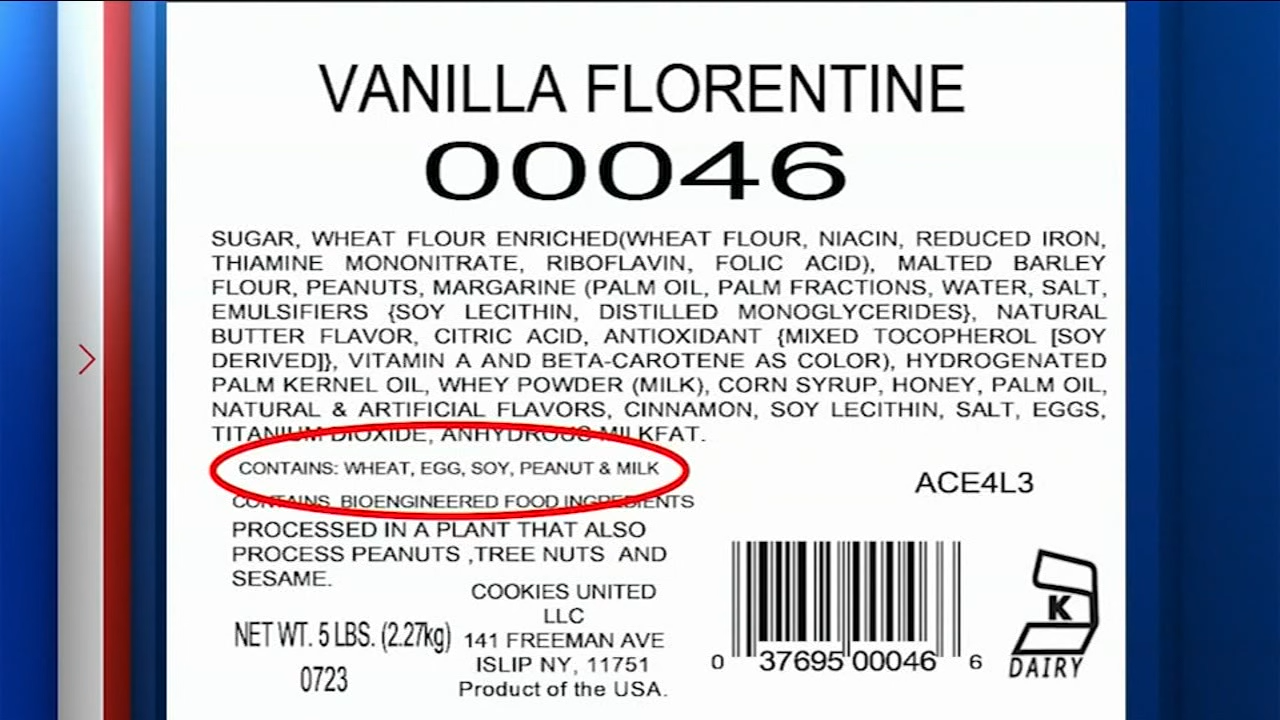 VANILLA FLORENTINE
00046
SUGAR, WHEAT FLOUR ENRICHED(WHEAT FLOUR, NIACIN, REDUCED IRON,
THIAMINE MONONITRATE, RIBOFLAVIN, FOLIC ACID), MALTED BARLEY
FLOUR, PEANUTS, MARGARINE (PALM OIL, PALM FRACTIONS, WATER, SALT,
EMULSIFIERS {SOY LECITHIN, DISTILLED MONOGLYCERIDES}, NATURAL
BUTTER FLAVOR, CITRIC ACID, ANTIOXIDANT {MIXED TOCOPHEROL [SOY
DERIVED]}, VITAMIN A AND BETA-CAROTENE AS COLOR), HYDROGENATED
PALM KERNEL OIL, WHEY POWDER (MILK), CORN SYRUP, HONEY, PALM OIL,
NATURAL & ARTIFICIAL FLAVORS, CINNAMON, SOY LECITHIN, SALT, EGGS,
TITANIUM DIOXIDE, ANHYDROUS MILKFAT.
CONTAINS: WHEAT, EGG, SOY, PEANUT & MILK
CONTAINS BIOENGINEERED FOOD INGREDIENTS
PROCESSED IN A PLANT THAT ALSO
PROCESS PEANUTS ,TREE NUTS AND
SESAME.
NET WT. 5 LBS. (2.27kg)
0723
COOKIES UNITED
LLC
141 FREEMAN AVE
ISLIP NY, 11751
Product of the USA.
ACE4L3
0 37695 00046 6
K
DAIRY